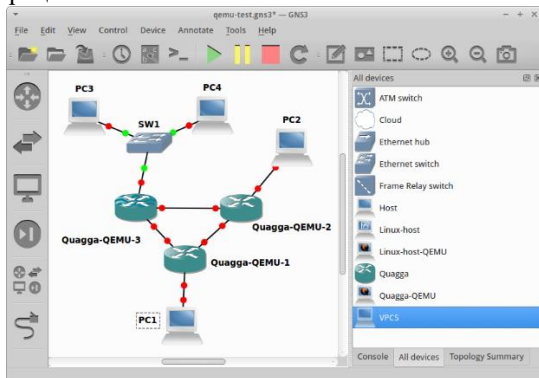 qemu-test.gns3* — GNS3
File Edit View Control Device Annotate Tools Help
All devices
PC3
PC4
SW1
PC2
Quagga-QEMU-2
Quagga-QEMU-3
Quagga-QEMU-1
PC1
ATM switch
Cloud
Ethernet hub
Ethernet switch
Frame Relay switch
Host
Linux-host
Linux-host-QEMU
Quagga
Quagga-QEMU
VPCS
Console All devices Topology Summary